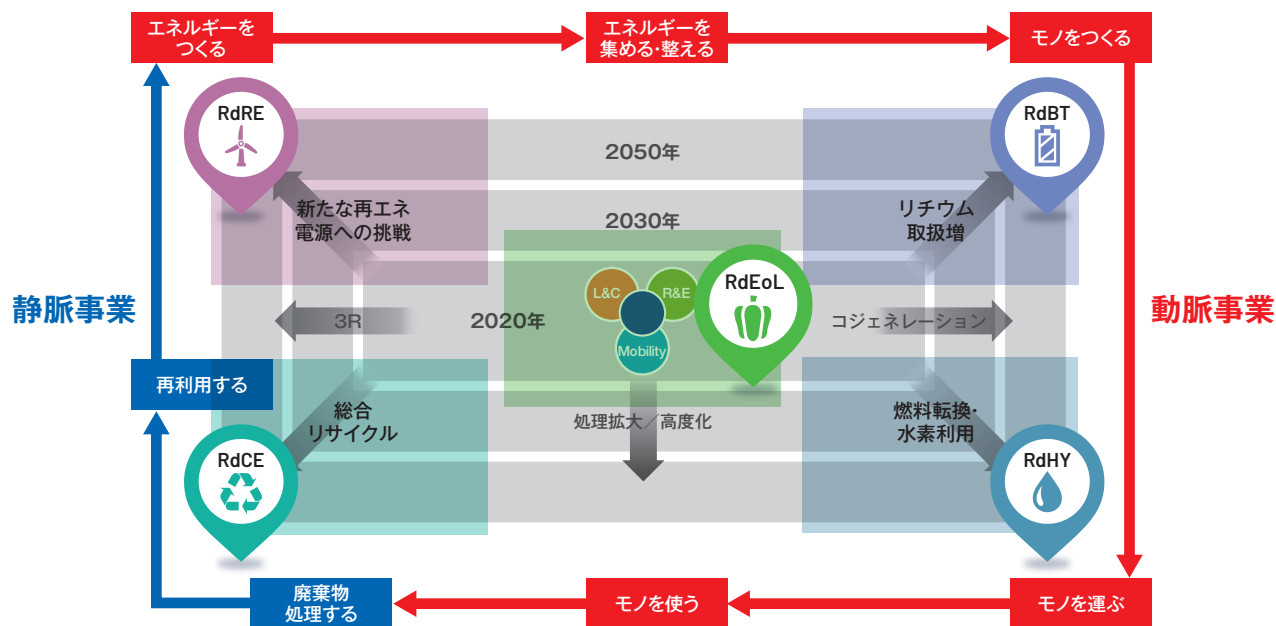 エネルギーを
つくる
エネルギーを
集める・整える
モノをつくる
RdRE
RdBT
2050年
新たな再エネ
電源への挑戦
2030年
リチウム
取扱増
RdEoL
静脈事業
動脈事業
L&C
R&E
3R
2020年
コジェネレーション
Mobility
再利用する
総合
リサイクル
処理拡大／高度化
燃料転換・
水素利用
RdCE
RdHY
廃棄物
処理する
モノを使う
モノを運ぶ